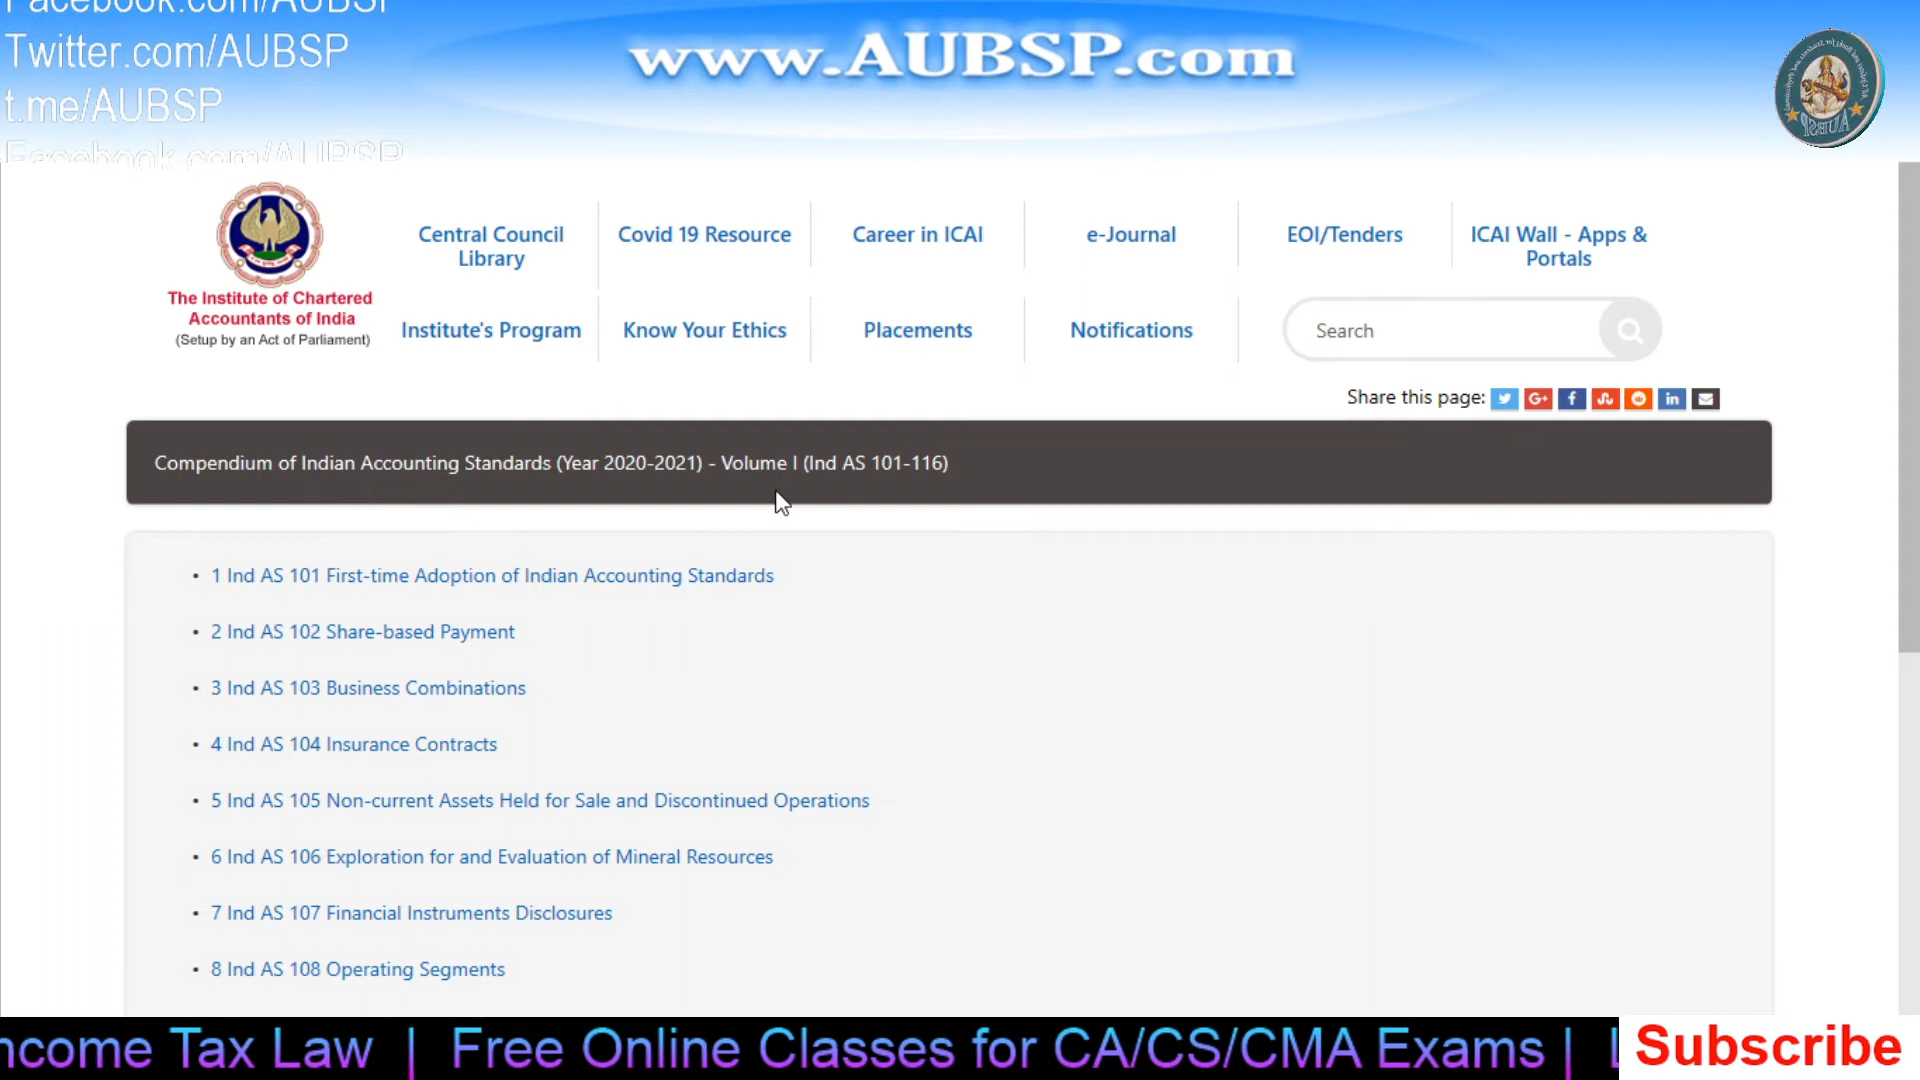 Facebook.com/AUBSP
Twitter.com/AUBSP
t.me/AUBSP
Facebook.com/AUBSP
www.AUBSP.com
AUBSP
The Institute of Chartered
Accountants of India
(Setup by an Act of Parliament)
Central Council
Library
Covid 19 Resource
Career in ICAI
e-Journal
EOI/Tenders
ICAI Wall - Apps &
Portals
Institute's Program
Know Your Ethics
Placements
Notifications
Search
Share this page:
Compendium of Indian Accounting Standards (Year 2020-2021) - Volume I (Ind AS 101-116)
• 1 Ind AS 101 First-time Adoption of Indian Accounting Standards
• 2 Ind AS 102 Share-based Payment
• 3 Ind AS 103 Business Combinations
• 4 Ind AS 104 Insurance Contracts
• 5 Ind AS 105 Non-current Assets Held for Sale and Discontinued Operations
• 6 Ind AS 106 Exploration for and Evaluation of Mineral Resources
• 7 Ind AS 107 Financial Instruments Disclosures
• 8 Ind AS 108 Operating Segments
ncome Tax Law | Free Online Classes for CA/CS/CMA Exams |
Subscribe